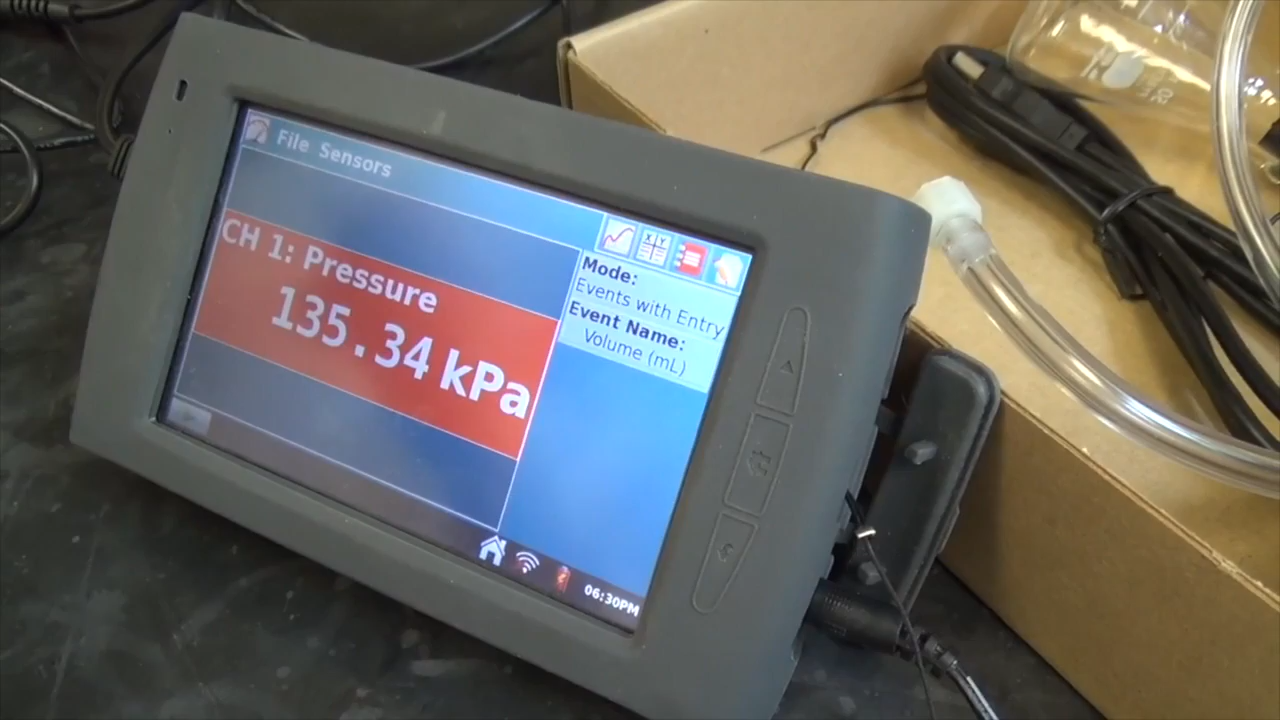 File Sensors
CH 1: Pressure
135.34 kPa
X Y
Mode:
Events with Entry
Event Name:
Volume (mL)
06:30PM